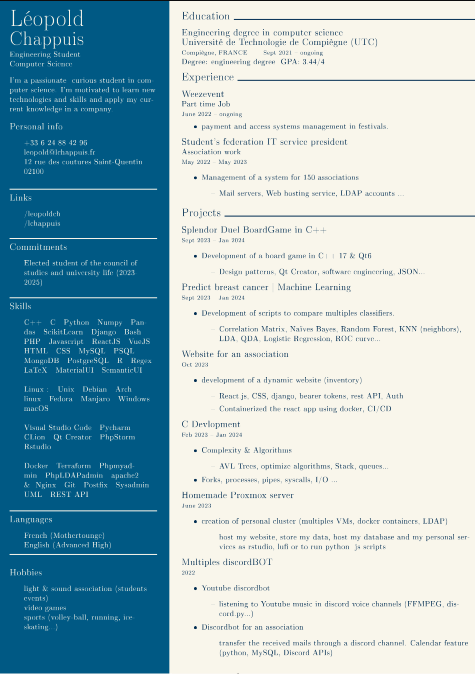 Léopold
Chappuis
Engineering Student
Computer Science
I'm a passionate curious student in com-
puter science. I'm motivated to learn new
technologies and skills and apply my cur-
rent knowledge in a company
Personal info
+33 6 24 88 42 96
leopold@lrchappuis.fr
12 rue des coutures Saint-Quentin
02100
Links
/leopoldch
/lchappuis
Commitments
Elected student of the council of
studies and university life (2023
2025)
Skills
C++ C Python Numpy Pan-
das ScikitLearn Django Bash
PHP Javascript ReactJS VueJS
HTML CSS MySQL PSQL
MongoDB PostgreSQL R Regex
LaTeX MaterialUI SemanticUI
Linux : Unix Debian Arch
linux Fedora Manjaro Windows
macOS
Visual Studio Code Pycharm
CLion Qt Creator PhpStorm
Rstudio
Docker Terraform Phpmyad-
min PhpLDAPadmin apache2
& Nginx Git Postfix Sysadmin
UML REST API
Languages
French (Mothertounge)
English (Advanced High)
Hobbies
light & sound association (students
events)
video games
sports (volley-ball, running, ice-
skating...)
Education
Engineering degree in computer science
Université de Technologie de Compiègne (UTC)
Compiègne, FRANCE Sept 2021 – ongoing
Degree: engineering degree GPA: 3.44/4
Experience
Weezevent
Part time Job
June 2022 – ongoing
• payment and access systems management in festivals.
Student's federation IT service president
Association work
May 2022 – May 2023
• Management of a system for 150 associations
– Mail servers, Web hosting service, LDAP accounts ...
Projects
Splendor Duel BoardGame in C++
Sept 2023 – Jan 2024
• Development of a board game in C++ 17 & Qt6
– Design patterns, Qt Creator, software engineering, JSON...
Predict breast cancer | Machine Learning
Sept 2023 – Jan 2024
• Development of scripts to compare multiples classifiers.
– Correlation Matrix, Naïves Bayes, Random Forest, KNN (neighbors),
LDA, QDA, Logistic Regression, ROC curve...
Website for an association
Oct 2023
• development of a dynamic website (inventory)
– React js, CSS, django, bearer tokens, rest API, Auth
– Containerized the react app using docker, CI/CD
C Devlopment
Feb 2023 – Jan 2024
• Complexity & Algorithms
– AVL Trees, optimize algorithms, Stack, queues...
• Forks, processes, pipes, syscalls, I/O ...
Homemade Proxmox server
June 2023
• creation of personal cluster (multiples VMs, docker containers, LDAP)
host my website, store my data, host my database and my personal ser-
vices as rstudio, lufi or to run python js scripts
Multiples discordBOT
2022
• Youtube discordbot
– listening to Youtube music in discord voice channels (FFMPEG, dis-
cord.py...)
• Discordbot for an association
transfer the received mails through a discord channel. Calendar feature
(python, MySQL, Discord APIs)